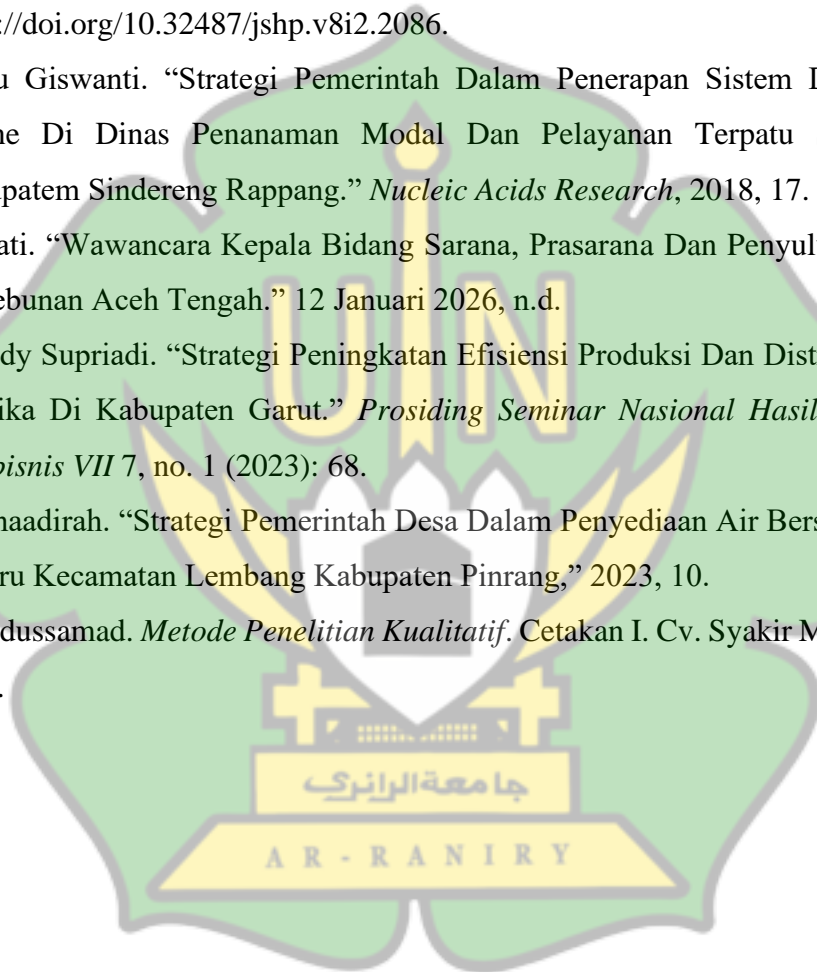 ://doi.org/10.32487/jshp.v8i2.2086.
u Giswanti. “Strategi Pemerintah Dalam Penerapan Sistem
ne Di Dinas Penanaman Modal Dan Pelayanan Terpatu
upatem Sindereng Rappang.” Nucleic Acids Research, 2018, 17.
ati. “Wawancara Kepala Bidang Sarana, Prasarana Dan Penyulu
ebunan Aceh Tengah.” 12 Januari 2026, n.d.
dy Supriadi. “Strategi Peningkatan Efisiensi Produksi Dan Dist
ika Di Kabupaten Garut.” Prosiding Seminar Nasional Hasil
bisnis VII 7, no. 1 (2023): 68.
naadirah. “Strategi Pemerintah Desa Dalam Penyediaan Air Bers
ru Kecamatan Lembang Kabupaten Pinrang,” 2023, 10.
dussamad. Metode Penelitian Kualitatif. Cetakan I. Cv. Syakir M
UIN
جامعة الرانري
AR-RANIRY